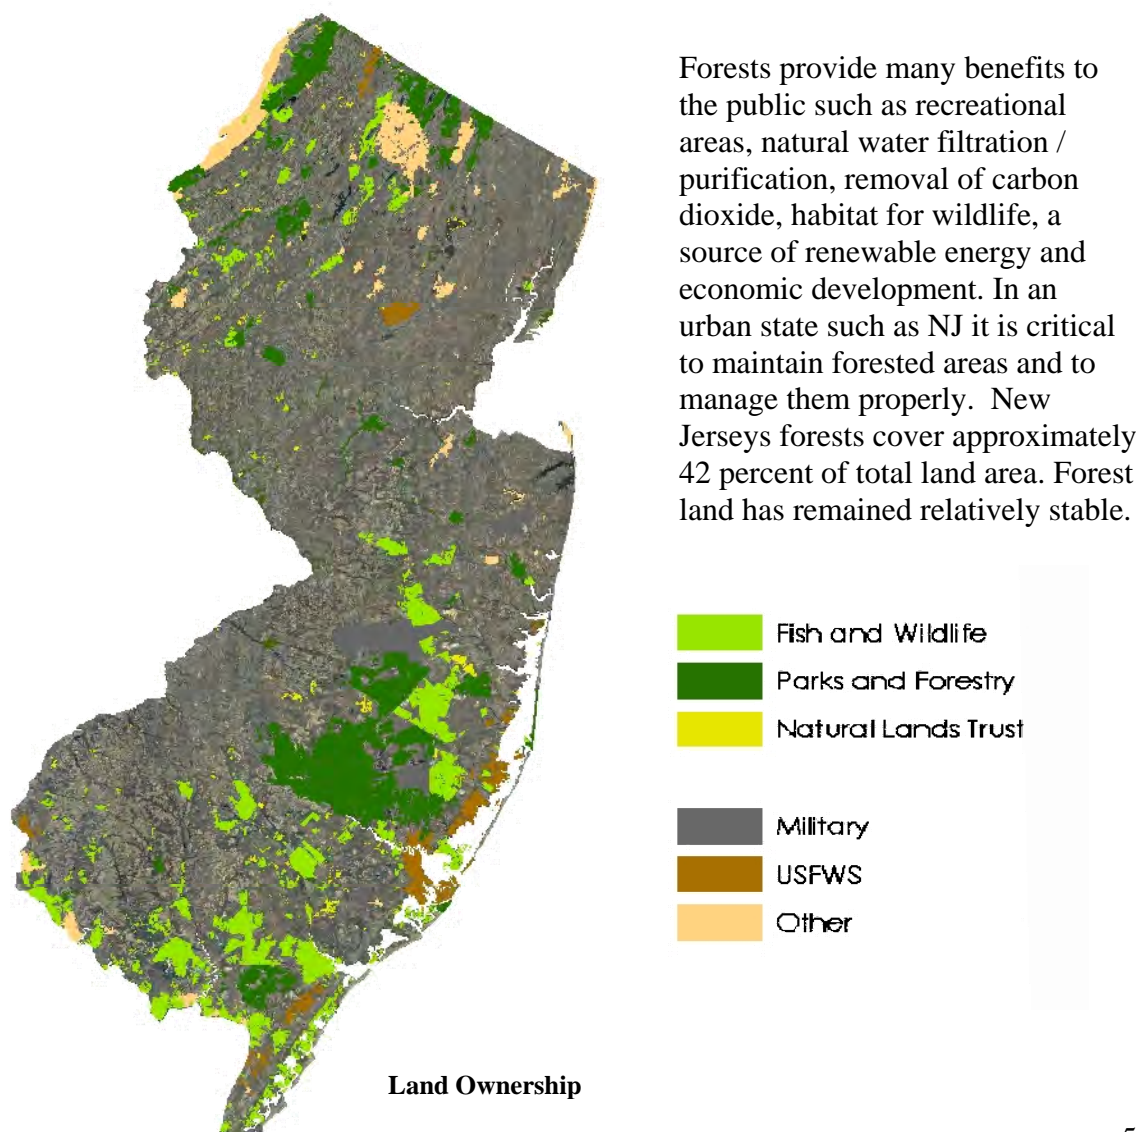 Forests provide many benefits to
the public such as recreational
areas, natural water filtration /
purification, removal of carbon
dioxide, habitat for wildlife, a
source of renewable energy and
economic development. In an
urban state such as NJ it is critical
to maintain forested areas and to
manage them properly.  New
Jerseys forests cover approximately
42 percent of total land area. Forest
land has remained relatively stable.
Fish and Wildlife
Parks and Forestry
Natural Lands Trust
Military
USFWS
Other
Land Ownership
5